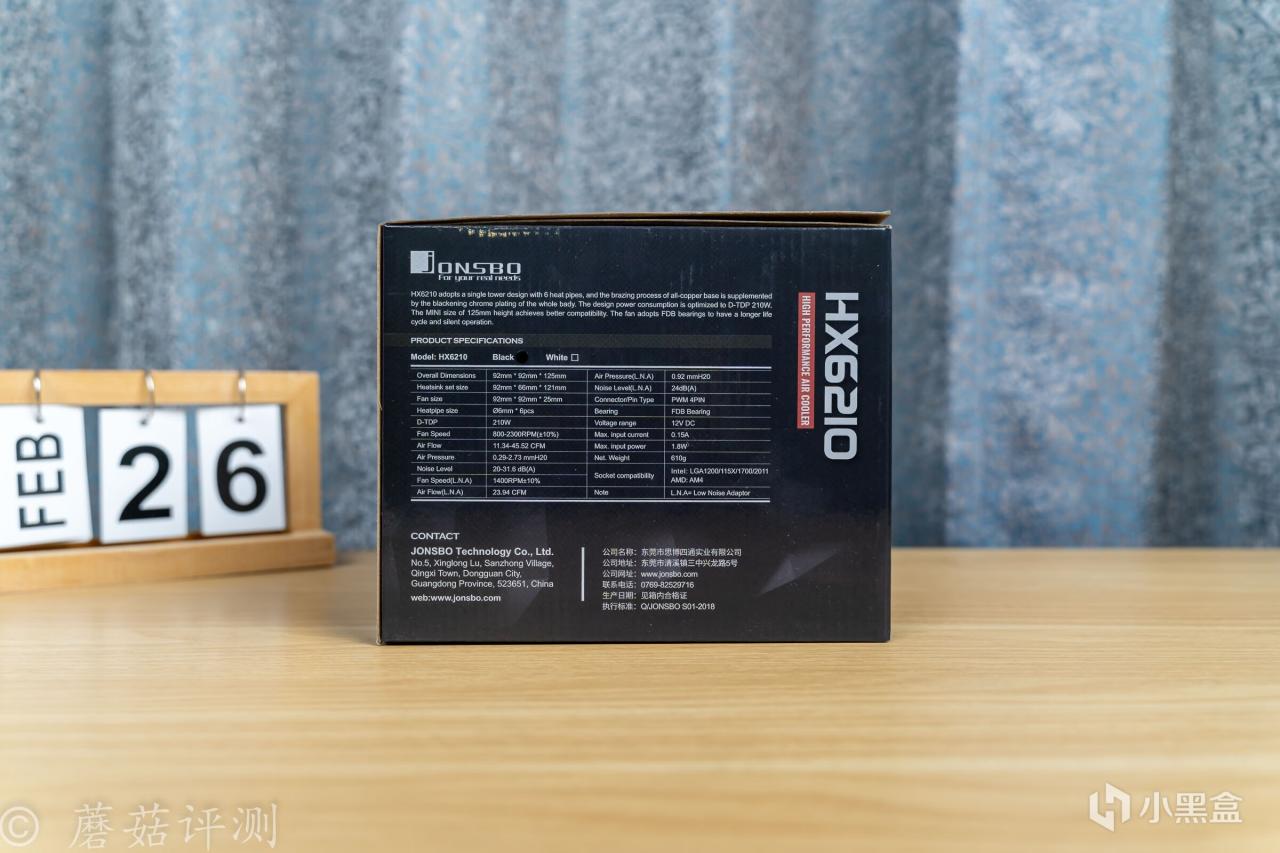 JONSBO
For your real needs
HX6210 adopts a single tower design with 6 heat pipes, and the brazing process of all-copper base is supplemented
by the blackening chrome plating of the whole bady. The design power consumption is optimized to D-TDP 210W.
The MINI size of 125mm height achieves better compatibility. The fan adopts FDB bearings to have a longer life
cycle and silent operation.
PRODUCT SPECIFICATIONS
Model: HX6210 Black White
Overall Dimensions 92mm * 92mm * 125mm Air Pressure(L.N.A) 0.92 mmH20
Heatsink set size 92mm * 66mm * 121mm Noise Level(L.N.A) 24dB(A)
Fan size 92mm * 92mm * 25mm Connector/Pin Type PWM 4PIN
Heatpipe size Ø6mm * 6pcs Bearing FDB Bearing
D-TDP 210W Voltage range 12V DC
Fan Speed 800-2300RPM(±10%) Max. input current 0.15A
Air Flow 11.34-45.52 CFM Max. input power 1.8W
Air Pressure 0.29-2.73 mmH20 Net. Weight 610g
Noise Level 20-31.6 dB(A) Socket compatibility Intel: LGA1200/115X/1700/2011
Fan Speed(L.N.A) 1400RPM±10% AMD: AM4
Air Flow(L.N.A) 23.94 CFM Note L.N.A= Low Noise Adaptor
HX6210
HIGH PERFORMANCE AIR COOLER
CONTACT
JONSBO Technology Co., Ltd.
No.5, Xinglong Lu, Sanzhong Village,
Qingxi Town, Dongguan City,
Guangdong Province, 523651, China
web:www.jonsbo.com
公司名称：东莞市思博四通实业有限公司
公司地址：东莞市清溪镇三中兴龙路5号
公司网址：www.jonsbo.com
联系电话：0769-82529716
生产日期：见箱内合格证
执行标准：Q/JONSBO S01-2018
FEB 26
© 蘑菇评测
小黑盒